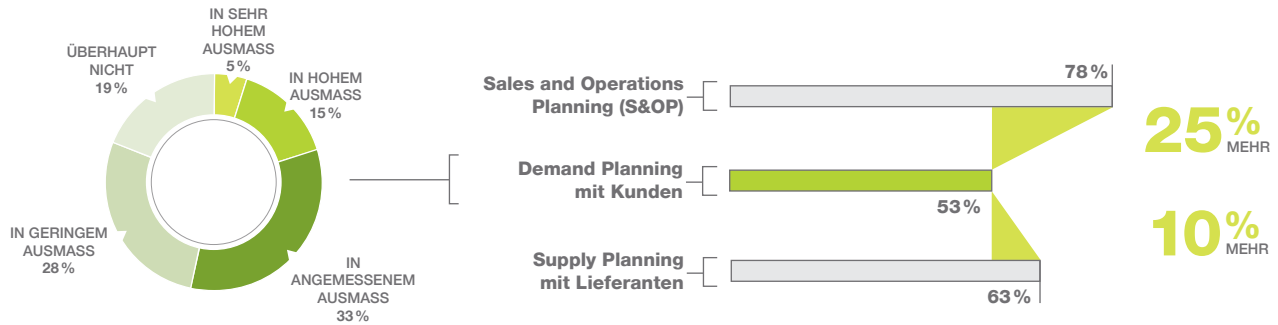 IN SEHR
HOHEM
AUSMASS
5 %
IN HOHEM
AUSMASS
15 %
IN
ANGEMESSENEM
AUSMASS
33 %
IN GERINGEM
AUSMASS
28 %
ÜBERHAUPT
NICHT
19 %
Sales and Operations
Planning (S&OP)
78 %
Demand Planning
mit Kunden
53 %
Supply Planning
mit Lieferanten
63 %
25%
MEHR
10%
MEHR